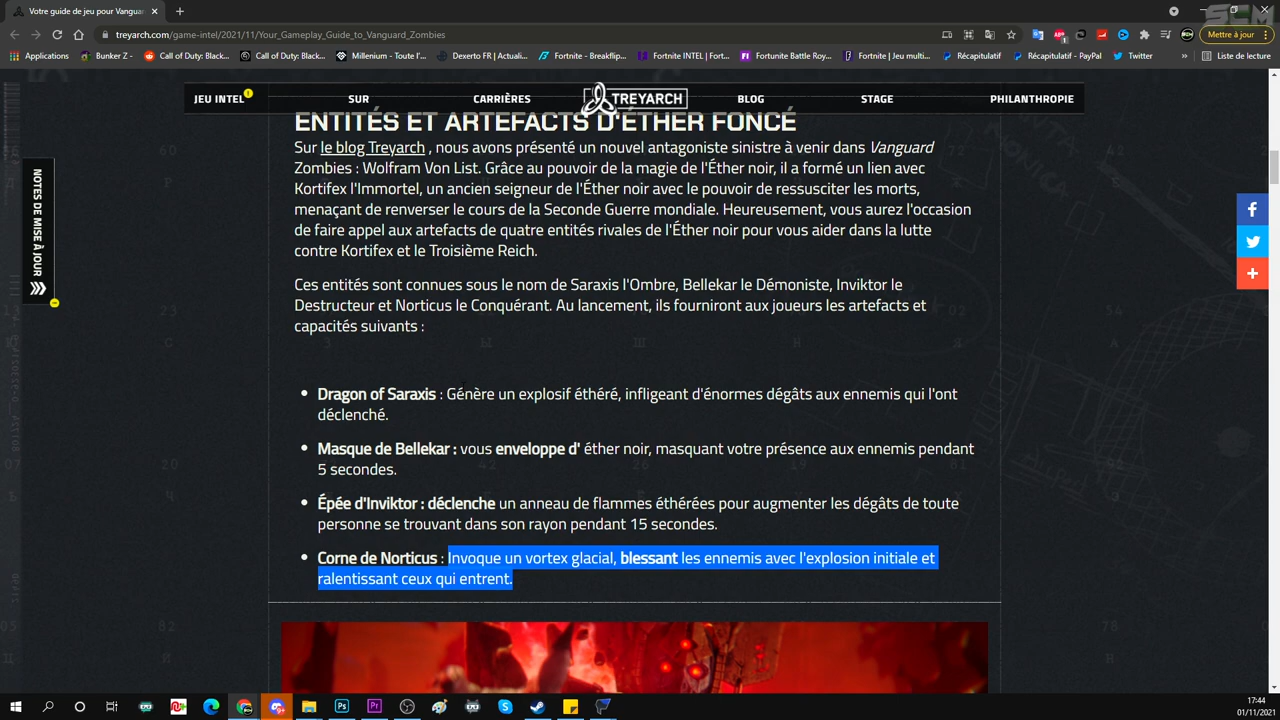 Votre guide de jeu pour Vanguar
treyarch.com/game-intel/2021/11/Your_Gameplay_Guide_to_Vanguard_Zombies
Mettre à jour
Applications
Bunker Z -
Call of Duty: Black...
Call of Duty: Black...
Millenium - Toute l'...
Dexerto FR | Actuali...
Fortnite - Breakflip...
Fortnite INTEL | Fort...
Fortunite Battle Roy...
Fortnite | Jeu multi...
Récapitulatif
Récapitulatif - PayPal
Twitter
»
Liste de lecture
JEU INTEL
SUR
CARRIÈRES
TREYARCH
BLOG
STAGE
PHILANTHROPIE
NOTES DE MISE À JOUR
ENTITÉS ET ARTEFACTS D'ÉTHER FONCÉ
Sur le blog Treyarch , nous avons présenté un nouvel antagoniste sinistre à venir dans Vanguard
Zombies : Wolfram Von List. Grâce au pouvoir de la magie de l'Éther noir, il a formé un lien avec
Kortifex l'Immortel, un ancien seigneur de l'Éther noir avec le pouvoir de ressusciter les morts,
menaçant de renverser le cours de la Seconde Guerre mondiale. Heureusement, vous aurez l'occasion
de faire appel aux artefacts de quatre entités rivales de l'Éther noir pour vous aider dans la lutte
contre Kortifex et le Troisième Reich.
Ces entités sont connues sous le nom de Saraxis l'Ombre, Bellekar le Démoniste, Inviktor le
Destructeur et Norticus le Conquérant. Au lancement, ils fourniront aux joueurs les artefacts et
capacités suivants :
Dragon of Saraxis : Génère un explosif éthéré, infligeant d'énormes dégâts aux ennemis qui l'ont
déclenché.
Masque de Bellekar : vous enveloppe d' éther noir, masquant votre présence aux ennemis pendant
5 secondes.
Épée d'Inviktor : déclenche un anneau de flammes éthérées pour augmenter les dégâts de toute
personne se trouvant dans son rayon pendant 15 secondes.
Corne de Norticus : Invoque un vortex glacial, blessant les ennemis avec l'explosion initiale et
ralentissant ceux qui entrent.
17:44
01/11/2021